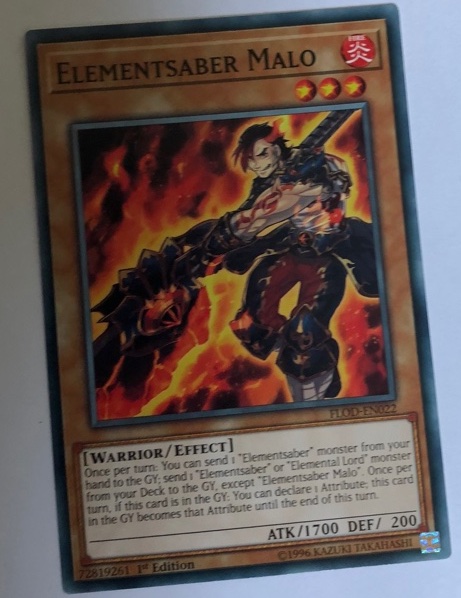 ELEMENTSABER MALO
FIRE
炎
FLOD-EN022
[WARRIOR/EFFECT]
Once per turn: You can send 1 "Elementsaber" monster from your
hand to the GY; send 1 "Elementsaber" or "Elemental Lord" monster
from your Deck to the GY, except "Elementsaber Malo". Once per
turn, if this card is in the GY: You can declare 1 Attribute; this card
in the GY becomes that Attribute until the end of this turn.
ATK/1700 DEF/ 200
72819261 1st Edition
©1996 KAZUKI TAKAHASHI